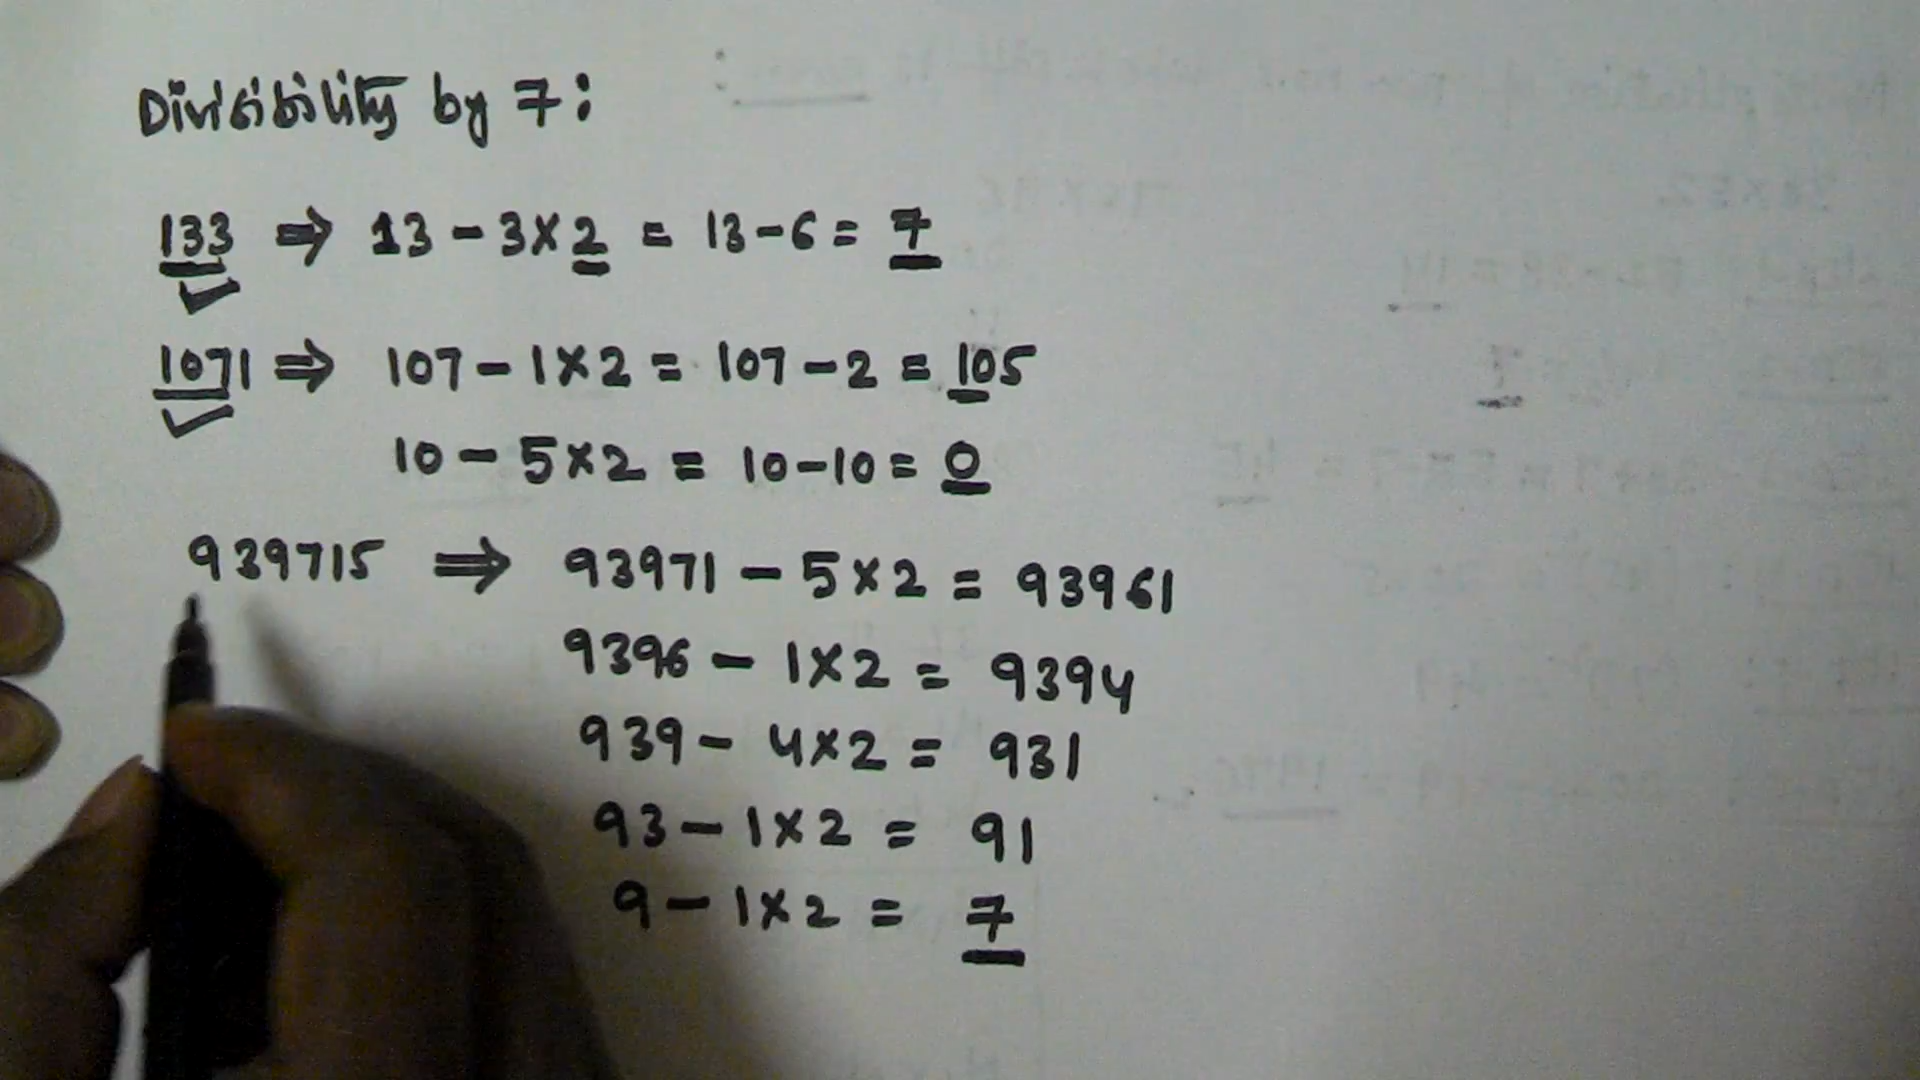 Divisibility by 7:
133 ⇒ 13 - 3×2 = 13-6 = 7
1071 ⇒ 107 - 1×2 = 107 - 2 = 105
10 - 5×2 = 10-10 = 0
939715 ⇒ 93971 - 5×2 = 93961
9396 - 1×2 = 9394
939 - 4×2 = 931
93 - 1×2 = 91
9 - 1×2 = 7